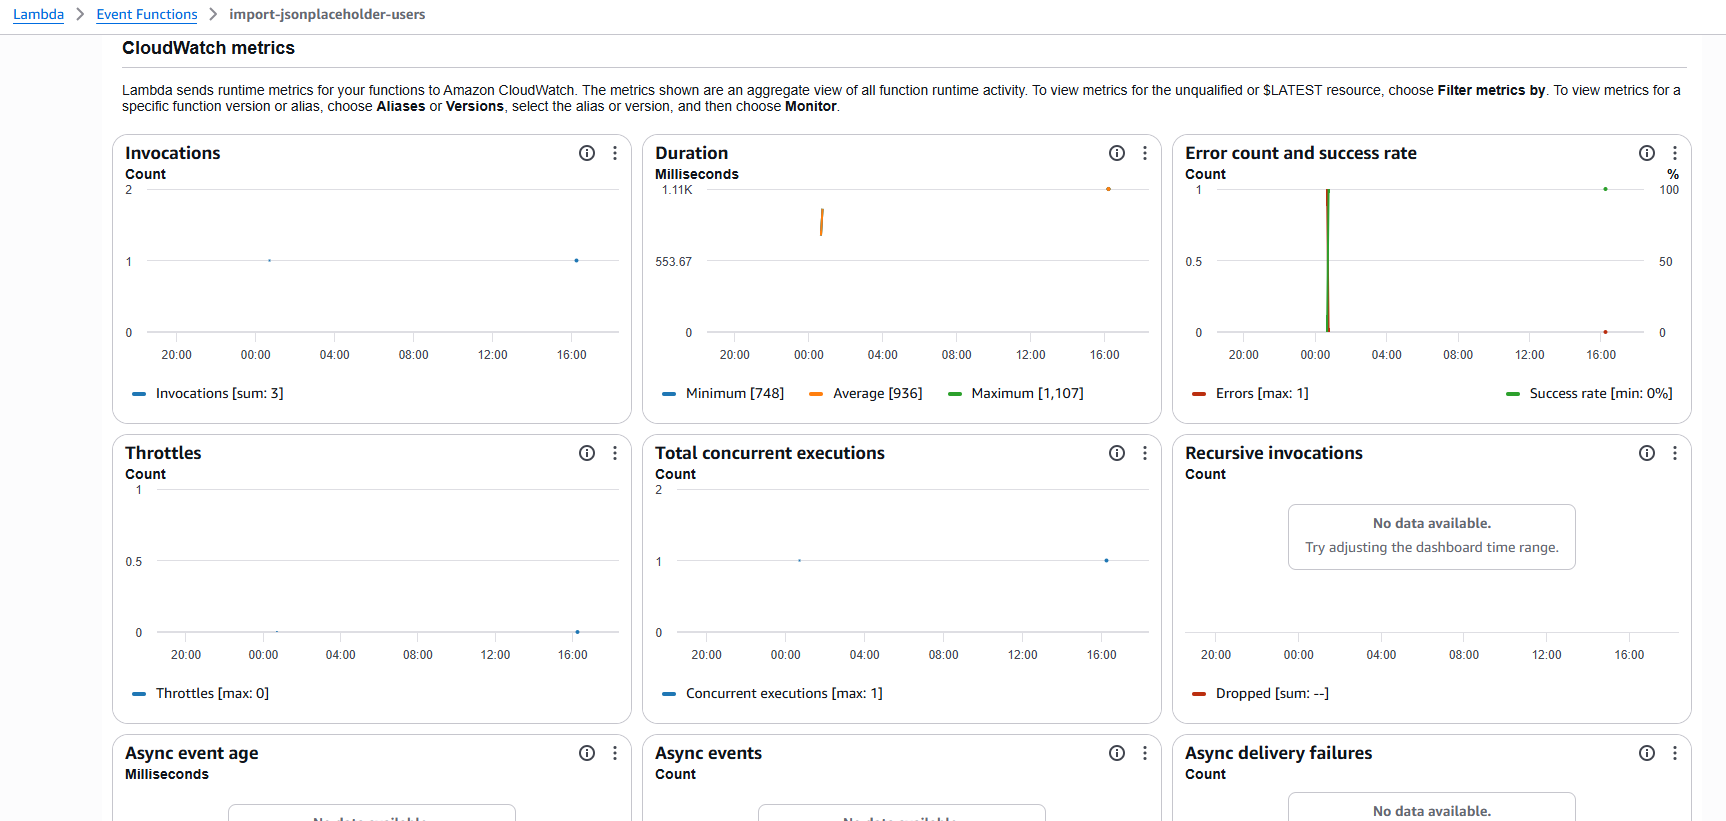 Lambda > Event Functions > import-jsonplaceholder-users
CloudWatch metrics
Lambda sends runtime metrics for your functions to Amazon CloudWatch. The metrics shown are an aggregate view of all function runtime activity. To view metrics for the unqualified or $LATEST resource, choose Filter metrics by. To view metrics for a
specific function version or alias, choose Aliases or Versions, select the alias or version, and then choose Monitor.
Invocations
Count
2
1
0
20:00 00:00 04:00 08:00 12:00 16:00
Invocations [sum: 3]
Duration
Milliseconds
1.11K
553.67
0
20:00 00:00 04:00 08:00 12:00 16:00
Minimum [748] Average [936] Maximum [1,107]
Error count and success rate
Count %
1 100
0.5 50
0 0
20:00 00:00 04:00 08:00 12:00 16:00
Errors [max: 1] Success rate [min: 0%]
Throttles
Count
1
0.5
0
20:00 00:00 04:00 08:00 12:00 16:00
Throttles [max: 0]
Total concurrent executions
Count
2
1
0
20:00 00:00 04:00 08:00 12:00 16:00
Concurrent executions [max: 1]
Recursive invocations
Count
No data available.
Try adjusting the dashboard time range.
20:00 00:00 04:00 08:00 12:00 16:00
Dropped [sum: --]
Async event age
Milliseconds
No data available.
Async events
Count
No data available.
Async delivery failures
Count
No data available.